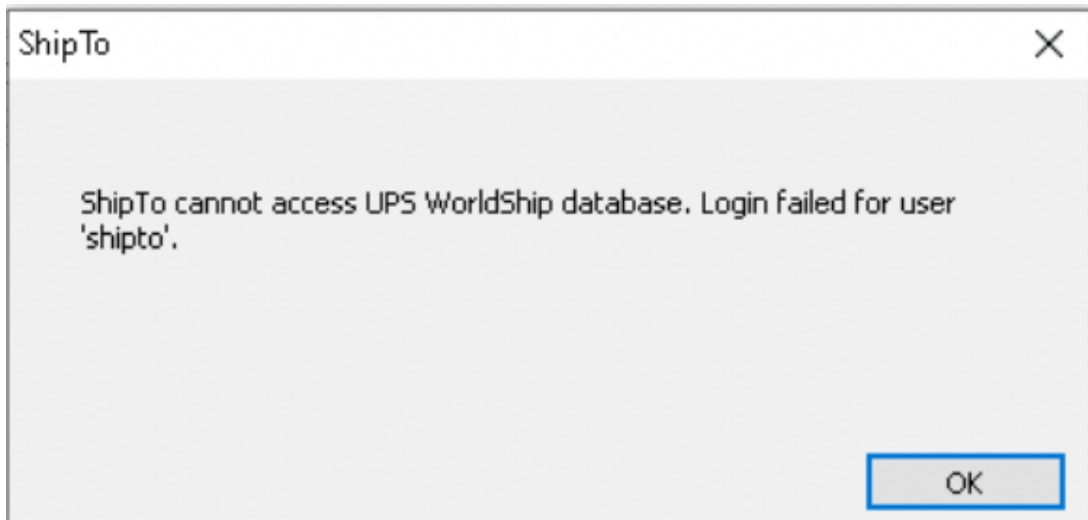 ShipTo
ShipTo cannot access UPS WorldShip database. Login failed for user
'shipto'.
OK